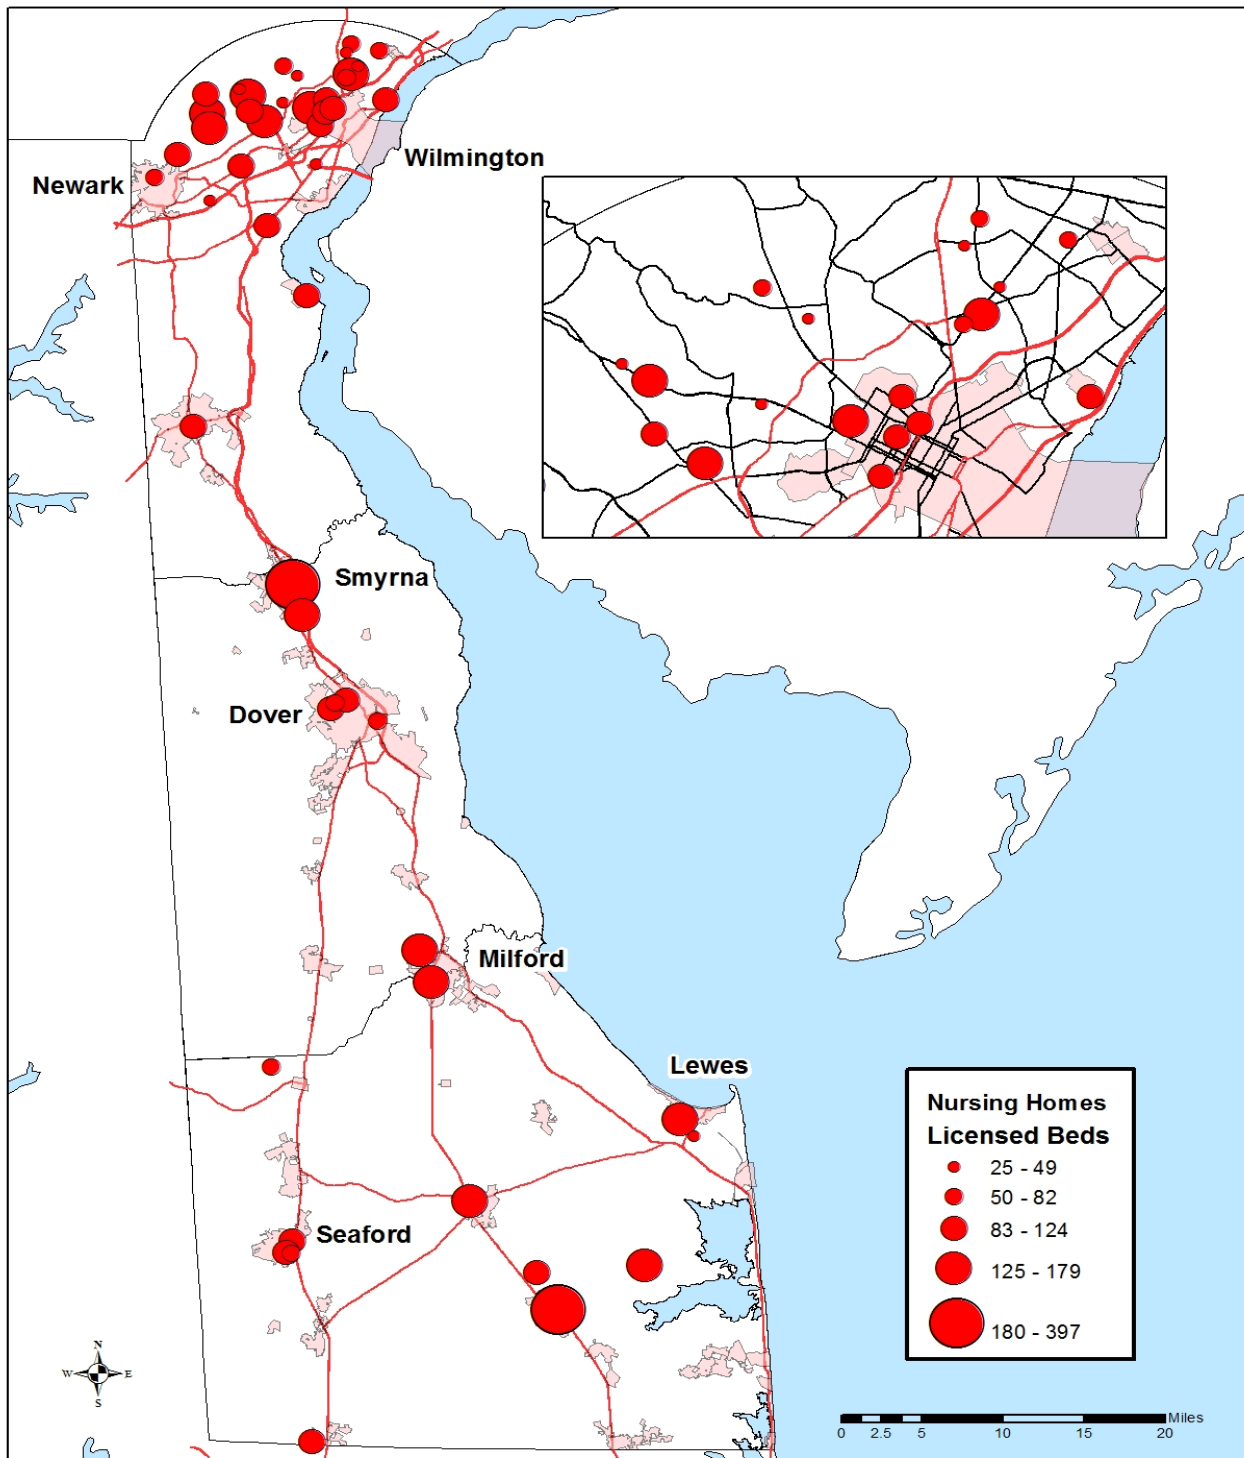 Wilmington
Newark
Smyrna
Dover
Milford
Lewes
Seaford
Nursing Homes
Licensed Beds
25 - 49
50 - 82
83 - 124
125 - 179
180 - 397
N
W E
S
Miles
0 2.5 5 10 15 20